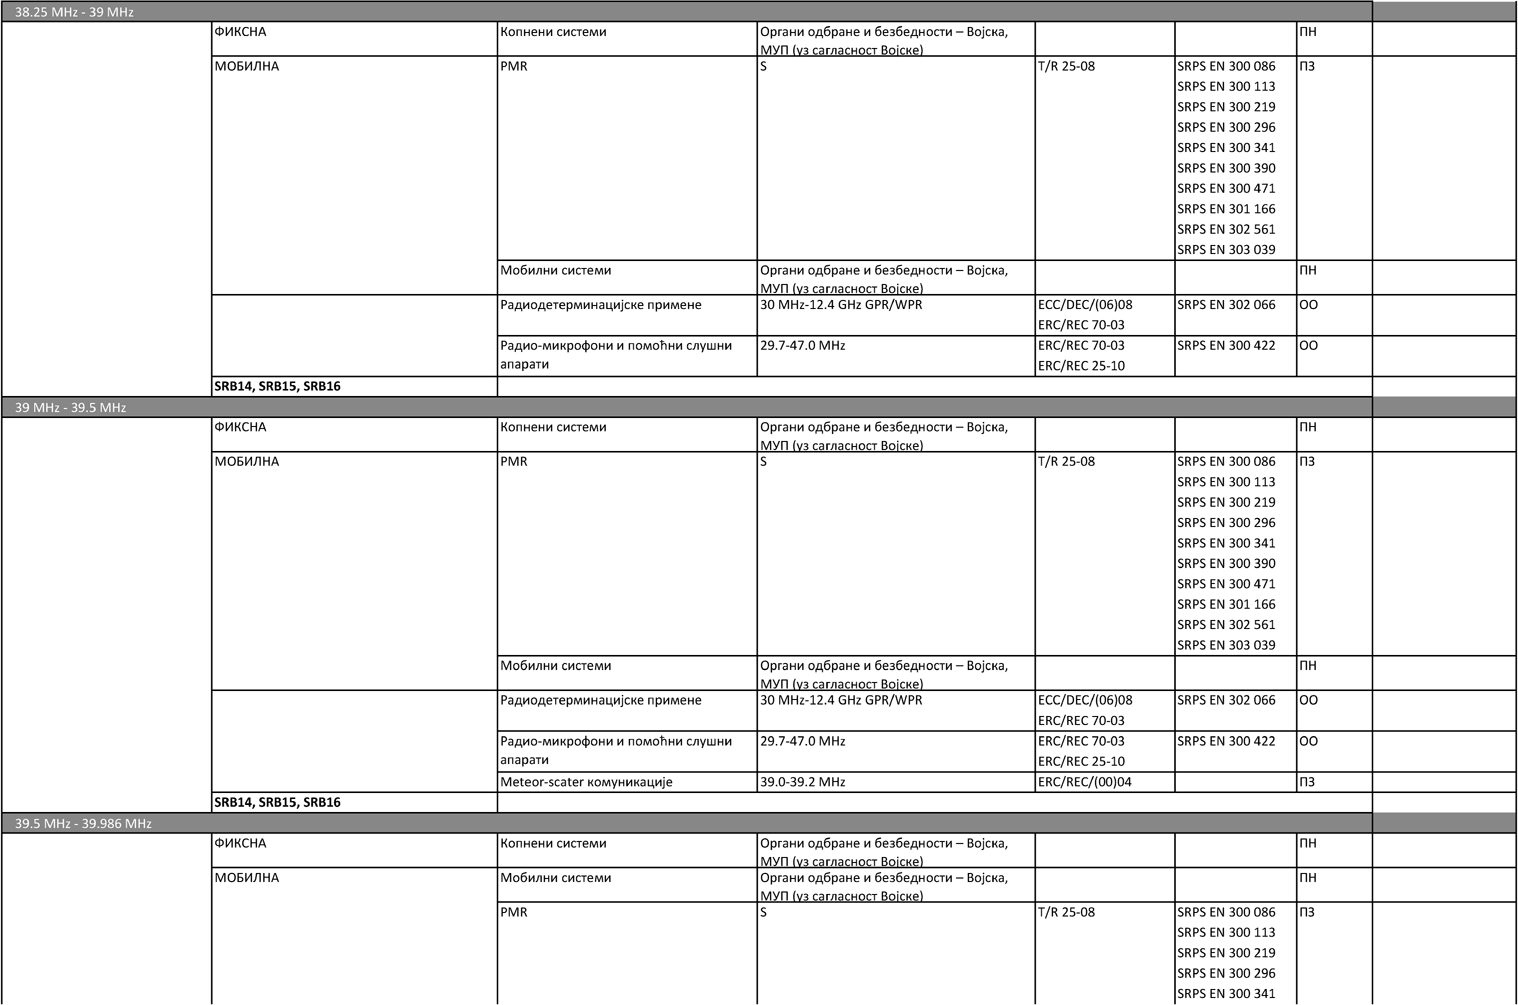 38.25 MHz - 39 MHz
ФИКСНА
Копнени системи
Органи одбране и безбедности – Војска,
МУП (уз сагласност Војске)
ПН
МОБИЛНА
PMR
S
T/R 25-08
SRPS EN 300 086
SRPS EN 300 113
SRPS EN 300 219
SRPS EN 300 296
SRPS EN 300 341
SRPS EN 300 390
SRPS EN 300 471
SRPS EN 301 166
SRPS EN 302 561
SRPS EN 303 039
ПЗ
Мобилни системи
Органи одбране и безбедности – Војска,
МУП (уз сагласност Војске)
ПН
Радиодетерминацијске примене
30 MHz-12.4 GHz GPR/WPR
ECC/DEC/(06)08
ERC/REC 70-03
SRPS EN 302 066
ОО
Радио-микрофони и помоћни слушни
апарати
29.7-47.0 MHz
ERC/REC 70-03
ERC/REC 25-10
SRPS EN 300 422
ОО
SRB14, SRB15, SRB16
39 MHz - 39.5 MHz
ФИКСНА
Копнени системи
Органи одбране и безбедности – Војска,
МУП (уз сагласност Војске)
ПН
МОБИЛНА
PMR
S
T/R 25-08
SRPS EN 300 086
SRPS EN 300 113
SRPS EN 300 219
SRPS EN 300 296
SRPS EN 300 341
SRPS EN 300 390
SRPS EN 300 471
SRPS EN 301 166
SRPS EN 302 561
SRPS EN 303 039
ПЗ
Мобилни системи
Органи одбране и безбедности – Војска,
МУП (уз сагласност Војске)
ПН
Радиодетерминацијске примене
30 MHz-12.4 GHz GPR/WPR
ECC/DEC/(06)08
ERC/REC 70-03
SRPS EN 302 066
ОО
Радио-микрофони и помоћни слушни
апарати
29.7-47.0 MHz
ERC/REC 70-03
ERC/REC 25-10
SRPS EN 300 422
ОО
Meteor-scater комуникације
39.0-39.2 MHz
ERC/REC/(00)04
ПЗ
SRB14, SRB15, SRB16
39.5 MHz - 39.986 MHz
ФИКСНА
Копнени системи
Органи одбране и безбедности – Војска,
МУП (уз сагласност Војске)
ПН
МОБИЛНА
Мобилни системи
Органи одбране и безбедности – Војска,
МУП (уз сагласност Војске)
ПН
PMR
S
T/R 25-08
SRPS EN 300 086
SRPS EN 300 113
SRPS EN 300 219
SRPS EN 300 296
SRPS EN 300 341
ПЗ